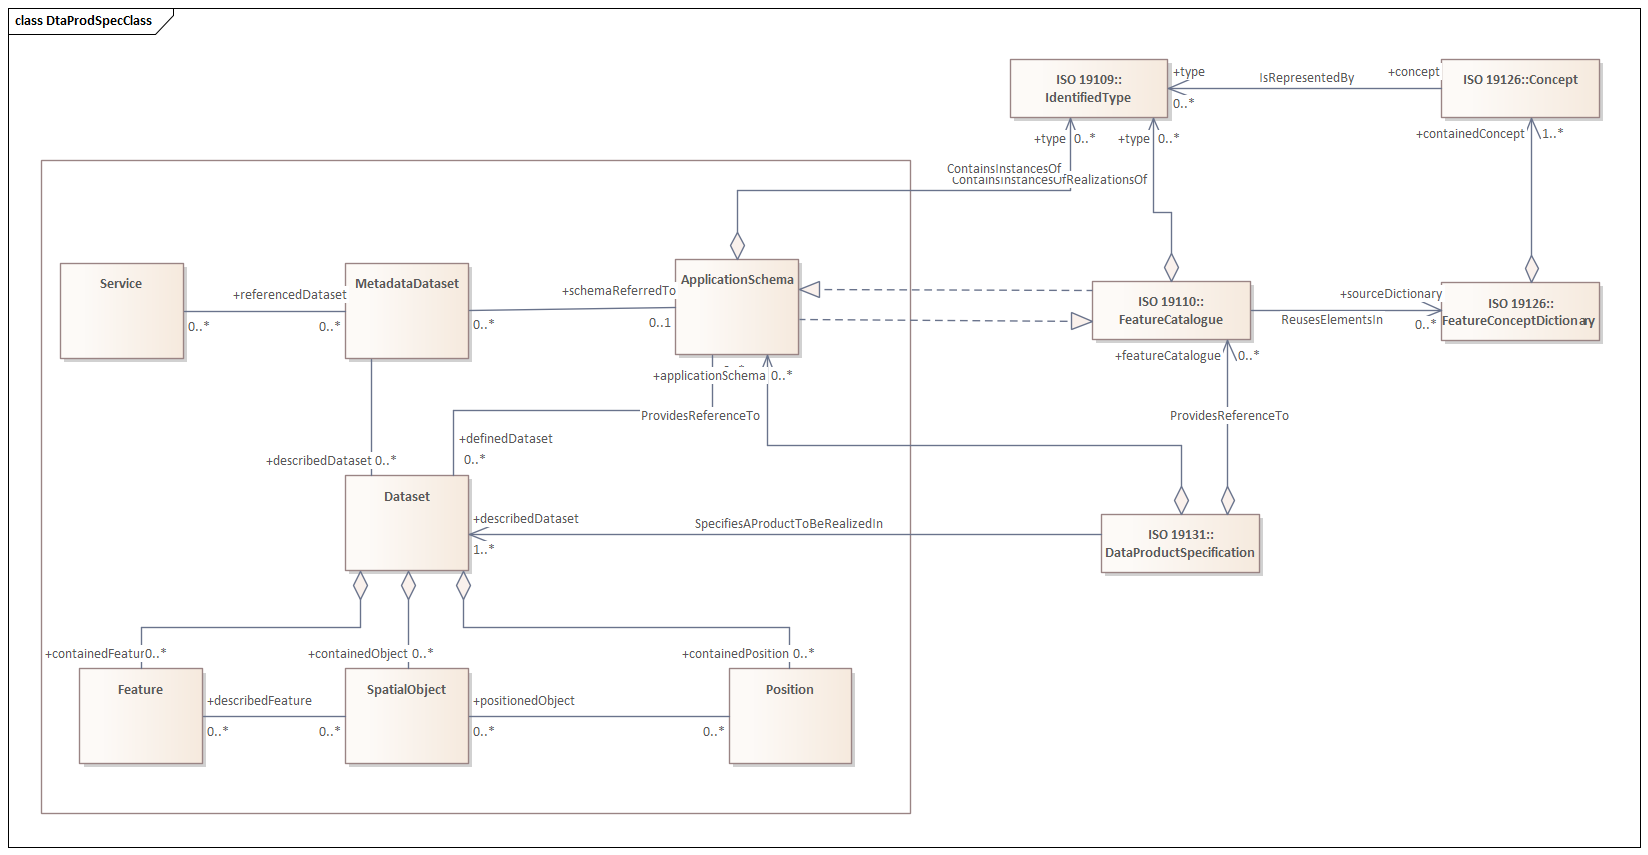 class DtaProdSpecClass
ISO 19109::
IdentifiedType
+type
0..*
IsRepresentedBy
+concept
ISO 19126::Concept
+type 0..*
+type 0..*
+containedConcept 1..*
ContainsInstancesOf
ContainsInstancesOfRealizationsOf
Service
+referencedDataset
0..*
0..*
MetadataDataset
+schemaReferredTo
0..*
0..1
ApplicationSchema
ISO 19110::
FeatureCatalogue
+sourceDictionary
ReusesElementsIn
0..*
ISO 19126::
FeatureConceptDictionary
+featureCatalogue 0..*
+applicationSchema 0..*
ProvidesReferenceTo
ProvidesReferenceTo
+definedDataset
0..*
+describedDataset 0..*
Dataset
+describedDataset
1..*
SpecifiesAProductToBeRealizedIn
ISO 19131::
DataProductSpecification
+containedFeatur0..*
+containedObject 0..*
+containedPosition 0..*
Feature
+describedFeature
0..*
0..*
SpatialObject
+positionedObject
0..*
0..*
Position